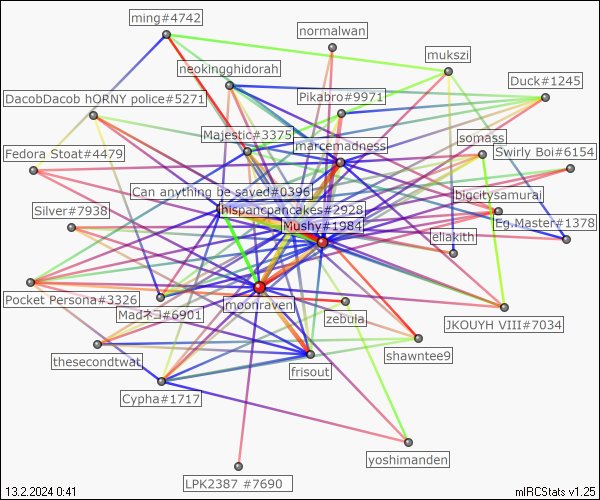 ming#4742
normalwan
mukszi
neokingghidorah
Duck#1245
DacobDacob hORNY police#5271
Pikabro#9971
Majestic#3375
marcemadness
somass
Fedora Stoat#4479
Swirly Boi#6154
Can anything be saved#0396
bigcitysamurai
Silver#7938
hispancpancakes#2928
Eg.Master#1378
Mushy#1984
eliakith
Pocket Persona#3326
moonraven
Madネコ#6901
zebula
JKOUYH VIII#7034
thesecondtwat
shawntee9
frisout
Cypha#1717
yoshimanden
LPK2387 #7690
13.2.2024 0:41
mIRCStats v1.25